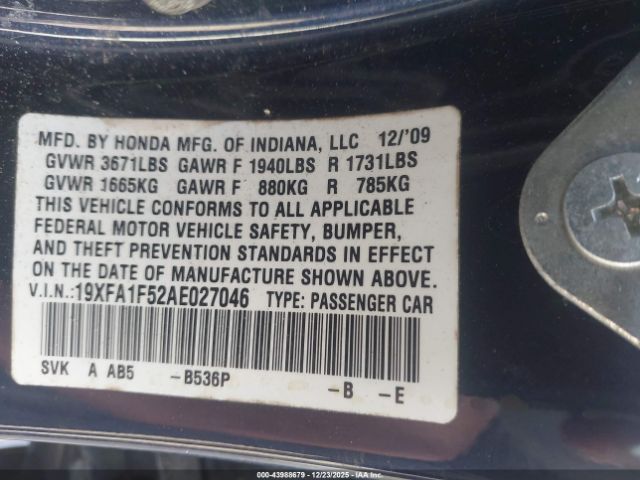 MFD. BY HONDA MFG. OF INDIANA, LLC 12/'09
GVWR 3671LBS GAWR F 1940LBS R 1731LBS
GVWR 1665KG GAWR F 880KG R 785KG
THIS VEHICLE CONFORMS TO ALL APPLICABLE
FEDERAL MOTOR VEHICLE SAFETY, BUMPER,
AND THEFT PREVENTION STANDARDS IN EFFECT
ON THE DATE OF MANUFACTURE SHOWN ABOVE.
V.I.N.:19XFA1F52AE027046 TYPE: PASSENGER CAR
SVK A AB5 -B536P -B -E
000-43988679 | 12/23/2025 | IAAI.COM